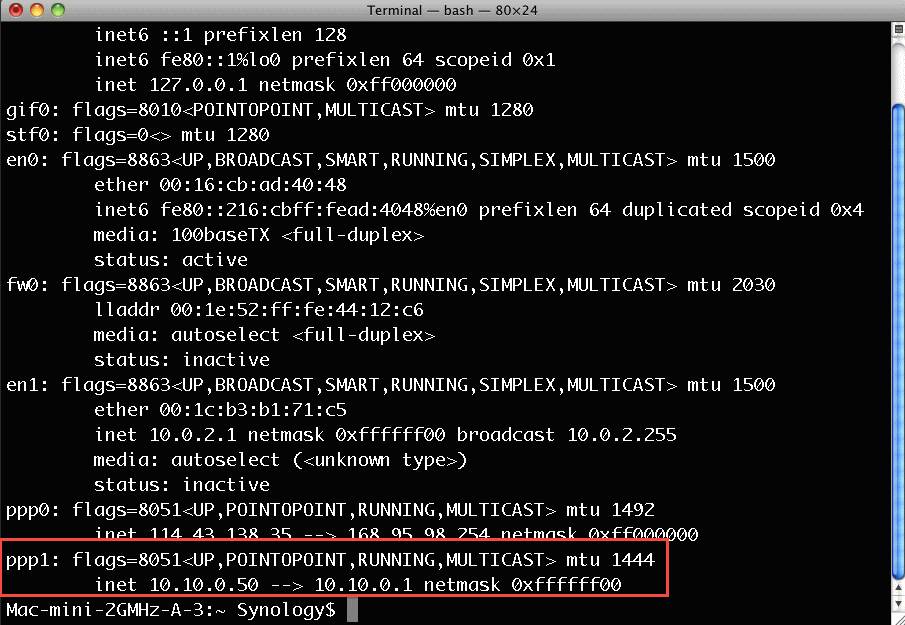 Terminal — bash — 80×24
inet6 ::1 prefixlen 128
inet6 fe80::1%lo0 prefixlen 64 scopeid 0x1
inet 127.0.0.1 netmask 0xff000000
gif0: flags=8010<POINTOPOINT,MULTICAST> mtu 1280
stf0: flags=0<> mtu 1280
en0: flags=8863<UP,BROADCAST,SMART,RUNNING,SIMPLEX,MULTICAST> mtu 1500
ether 00:16:cb:ad:40:48
inet6 fe80::216:cbff:fead:4048%en0 prefixlen 64 duplicated scopeid 0x4
media: 100baseTX <full-duplex>
status: active
fw0: flags=8863<UP,BROADCAST,SMART,RUNNING,SIMPLEX,MULTICAST> mtu 2030
lladdr 00:1e:52:ff:fe:44:12:c6
media: autoselect <full-duplex>
status: inactive
en1: flags=8863<UP,BROADCAST,SMART,RUNNING,SIMPLEX,MULTICAST> mtu 1500
ether 00:1c:b3:b1:71:c5
inet 10.0.2.1 netmask 0xffffff00 broadcast 10.0.2.255
media: autoselect (<unknown type>)
status: inactive
ppp0: flags=8051<UP,POINTOPOINT,RUNNING,MULTICAST> mtu 1492
inet 114.43.138.35 --> 168.95.98.254 netmask 0xff000000
ppp1: flags=8051<UP,POINTOPOINT,RUNNING,MULTICAST> mtu 1444
inet 10.10.0.50 --> 10.10.0.1 netmask 0xffffff00
Mac-mini-2GMHz-A-3:~ Synology$